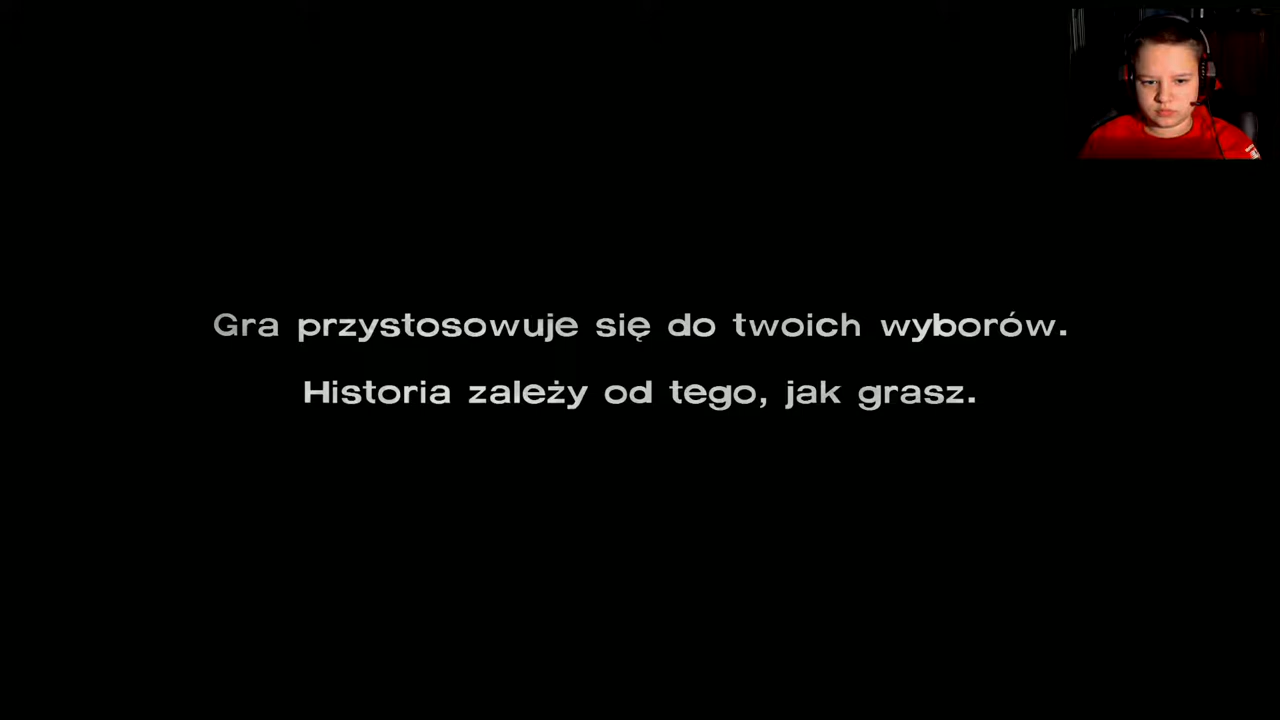 Gra przystosowuje się do twoich wyborów.
Historia zależy od tego, jak grasz.